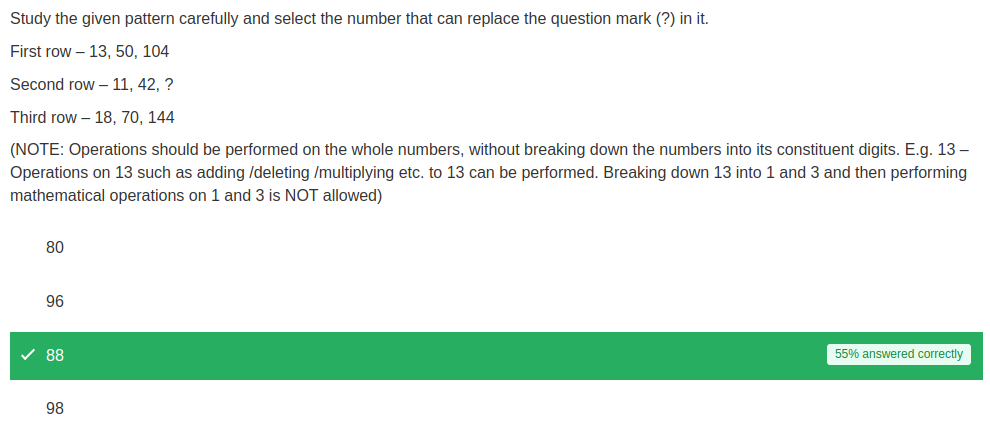 Study the given pattern carefully and select the number that can replace the question mark (?) in it.
First row – 13, 50, 104
Second row – 11, 42, ?
Third row – 18, 70, 144
(NOTE: Operations should be performed on the whole numbers, without breaking down the numbers into its constituent digits. E.g. 13 –
Operations on 13 such as adding /deleting /multiplying etc. to 13 can be performed. Breaking down 13 into 1 and 3 and then performing
mathematical operations on 1 and 3 is NOT allowed)
80
96
88 55% answered correctly
98